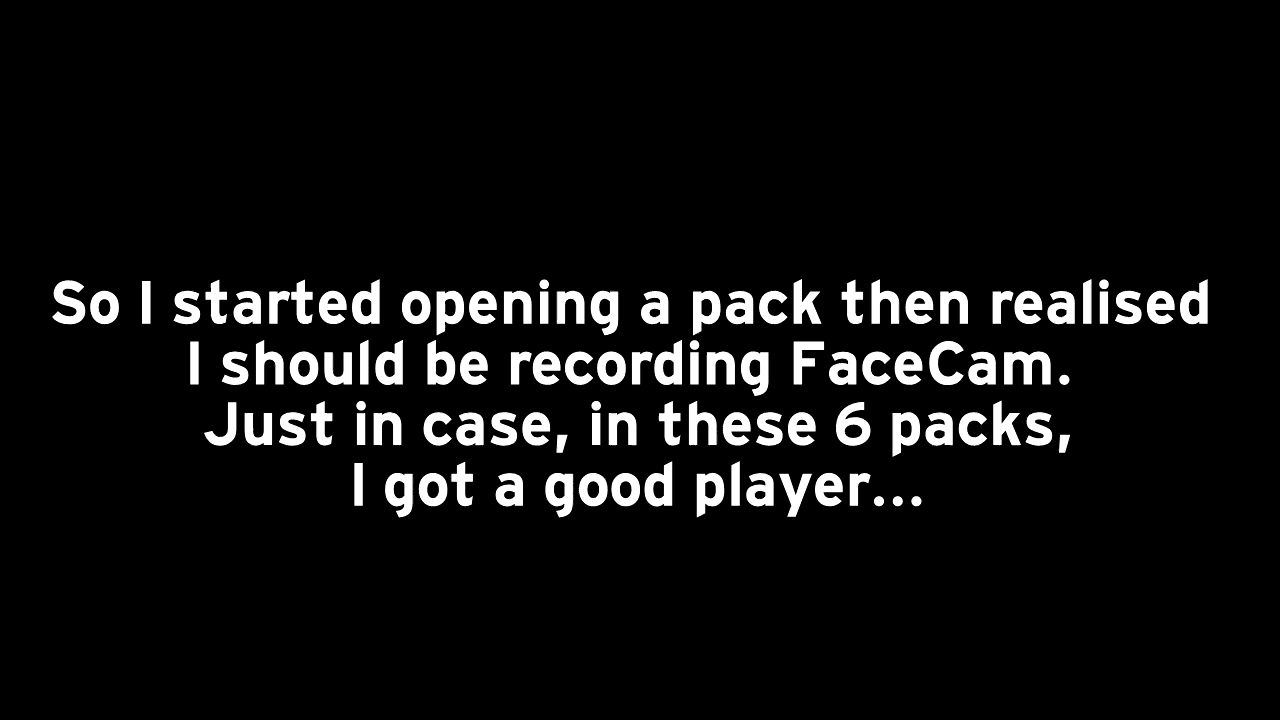 So I started opening a pack then realised
I should be recording FaceCam.
Just in case, in these 6 packs,
I got a good player...